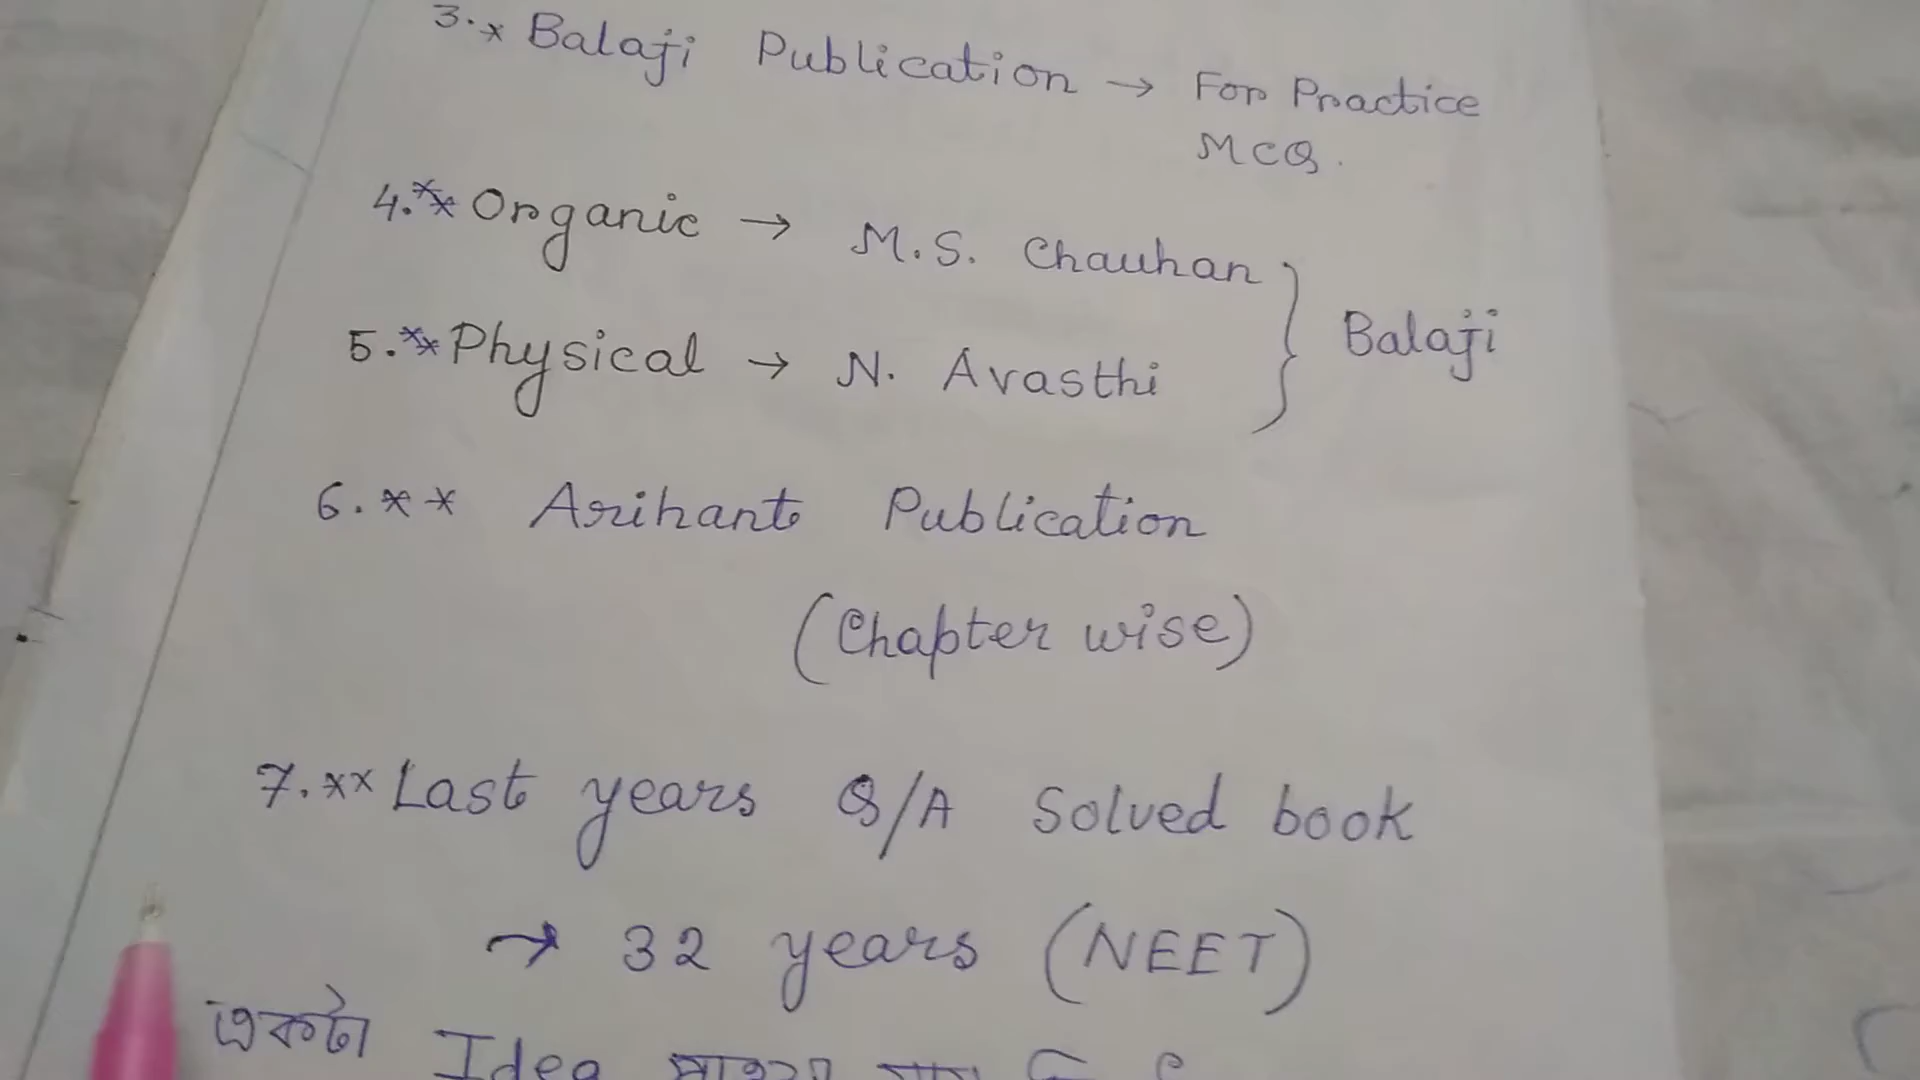 3.* Balaji Publication → For Practice
MCQ.
4.** Organic → M.S. Chauhan
5.** Physical → N. Avasthi } Balaji
6.** Arihant Publication
(Chapter wise)
7.** Last years Q/A Solved book
→ 32 years (NEET)
একটা Idea